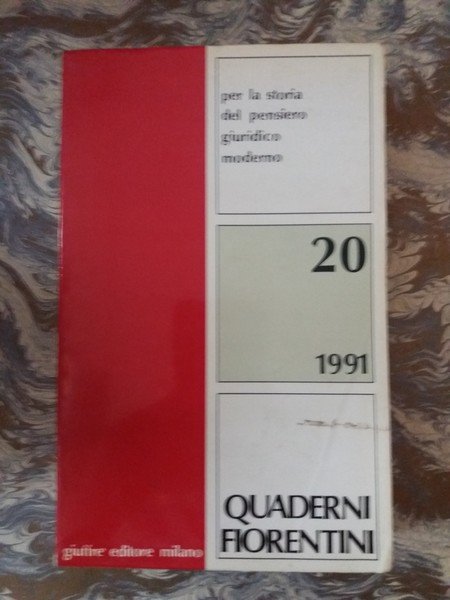 per la storia
del pensiero
giuridico
moderno
20
1991
QUADERNI
FIORENTINI
giuffrè editore milano